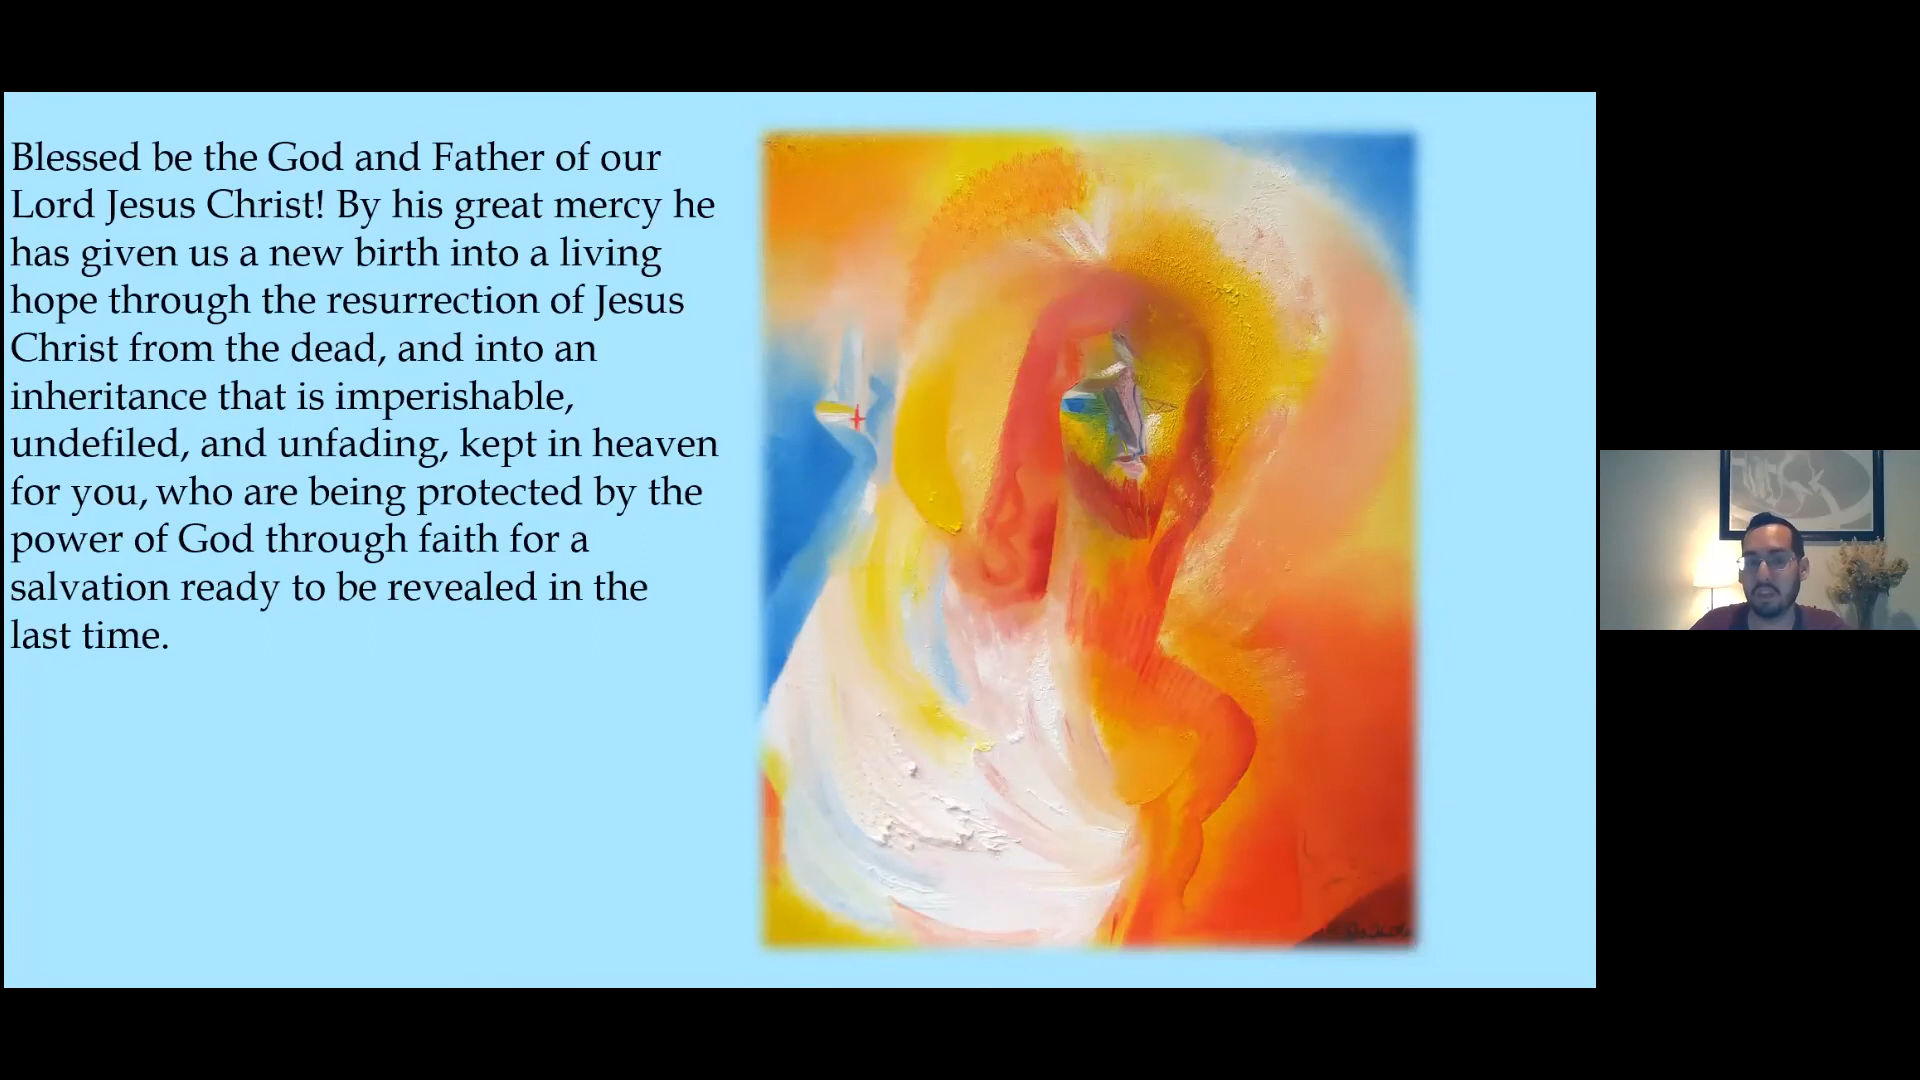 Blessed be the God and Father of our
Lord Jesus Christ! By his great mercy he
has given us a new birth into a living
hope through the resurrection of Jesus
Christ from the dead, and into an
inheritance that is imperishable,
undefiled, and unfading, kept in heaven
for you, who are being protected by the
power of God through faith for a
salvation ready to be revealed in the
last time.